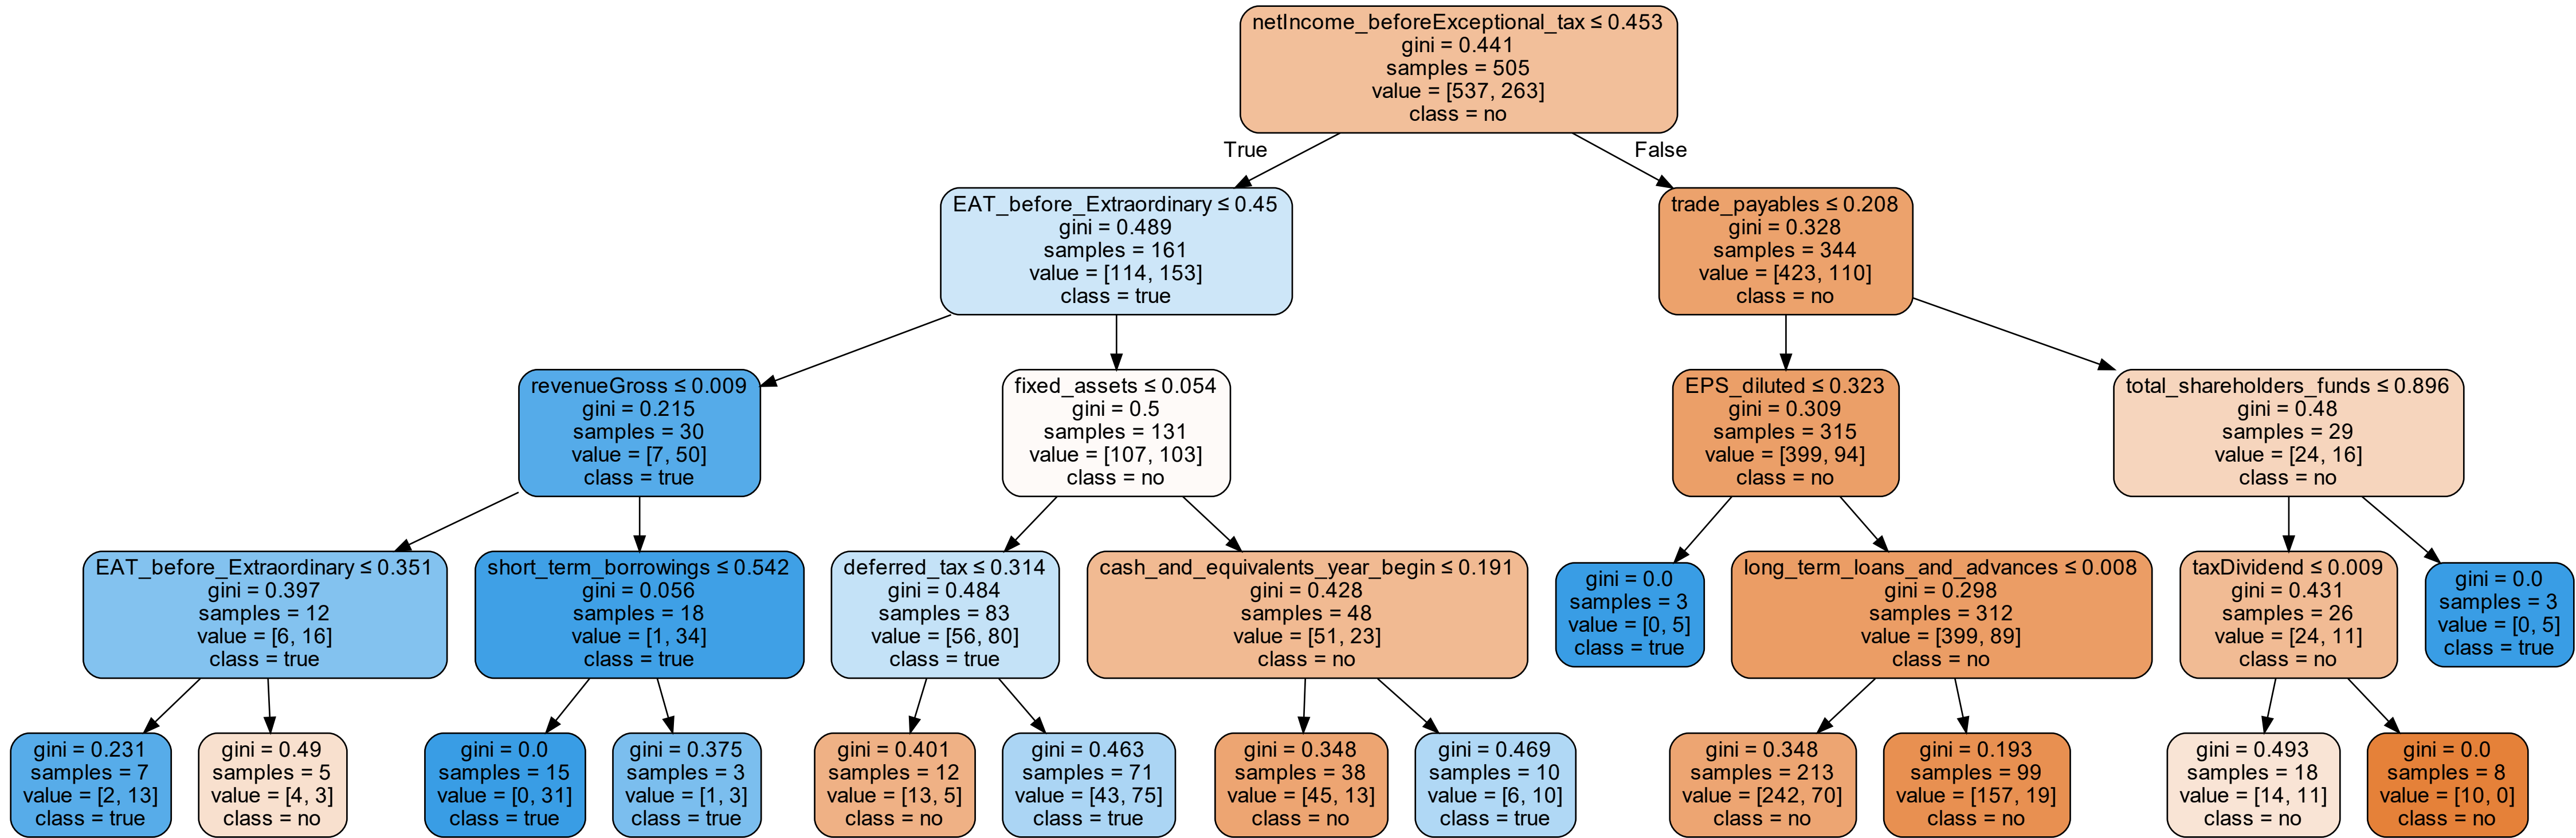 netIncome_beforeExceptional_tax ≤ 0.453
gini = 0.441
samples = 505
value = [537, 263]
class = no
True
False
EAT_before_Extraordinary ≤ 0.45
gini = 0.489
samples = 161
value = [114, 153]
class = true
trade_payables ≤ 0.208
gini = 0.328
samples = 344
value = [423, 110]
class = no
revenueGross ≤ 0.009
gini = 0.215
samples = 30
value = [7, 50]
class = true
fixed_assets ≤ 0.054
gini = 0.5
samples = 131
value = [107, 103]
class = no
EPS_diluted ≤ 0.323
gini = 0.309
samples = 315
value = [399, 94]
class = no
total_shareholders_funds ≤ 0.896
gini = 0.48
samples = 29
value = [24, 16]
class = no
EAT_before_Extraordinary ≤ 0.351
gini = 0.397
samples = 12
value = [6, 16]
class = true
short_term_borrowings ≤ 0.542
gini = 0.056
samples = 18
value = [1, 34]
class = true
deferred_tax ≤ 0.314
gini = 0.484
samples = 83
value = [56, 80]
class = true
cash_and_equivalents_year_begin ≤ 0.191
gini = 0.428
samples = 48
value = [51, 23]
class = no
gini = 0.0
samples = 3
value = [0, 5]
class = true
long_term_loans_and_advances ≤ 0.008
gini = 0.298
samples = 312
value = [399, 89]
class = no
taxDividend ≤ 0.009
gini = 0.431
samples = 26
value = [24, 11]
class = no
gini = 0.0
samples = 3
value = [0, 5]
class = true
gini = 0.231
samples = 7
value = [2, 13]
class = true
gini = 0.49
samples = 5
value = [4, 3]
class = no
gini = 0.0
samples = 15
value = [0, 31]
class = true
gini = 0.375
samples = 3
value = [1, 3]
class = true
gini = 0.401
samples = 12
value = [13, 5]
class = no
gini = 0.463
samples = 71
value = [43, 75]
class = true
gini = 0.348
samples = 38
value = [45, 13]
class = no
gini = 0.469
samples = 10
value = [6, 10]
class = true
gini = 0.348
samples = 213
value = [242, 70]
class = no
gini = 0.193
samples = 99
value = [157, 19]
class = no
gini = 0.493
samples = 18
value = [14, 11]
class = no
gini = 0.0
samples = 8
value = [10, 0]
class = no